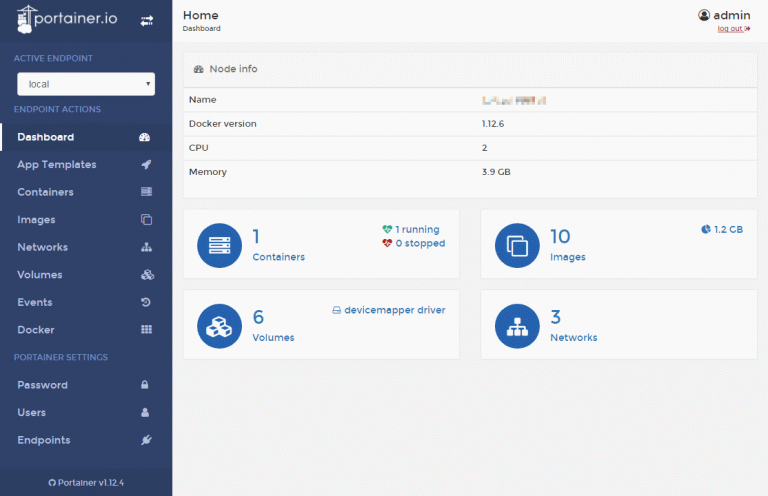 portainer.io
ACTIVE ENDPOINT
local
ENDPOINT ACTIONS
Dashboard
App Templates
Containers
Images
Networks
Volumes
Events
Docker
PORTAINER SETTINGS
Password
Users
Endpoints
Portainer v1.12.4
Home
Dashboard
admin
log out
Node info
Name
Docker version 1.12.6
CPU 2
Memory 3.9 GB
1
Containers
1 running
0 stopped
10
Images
1.2 GB
6
Volumes
devicemapper driver
3
Networks